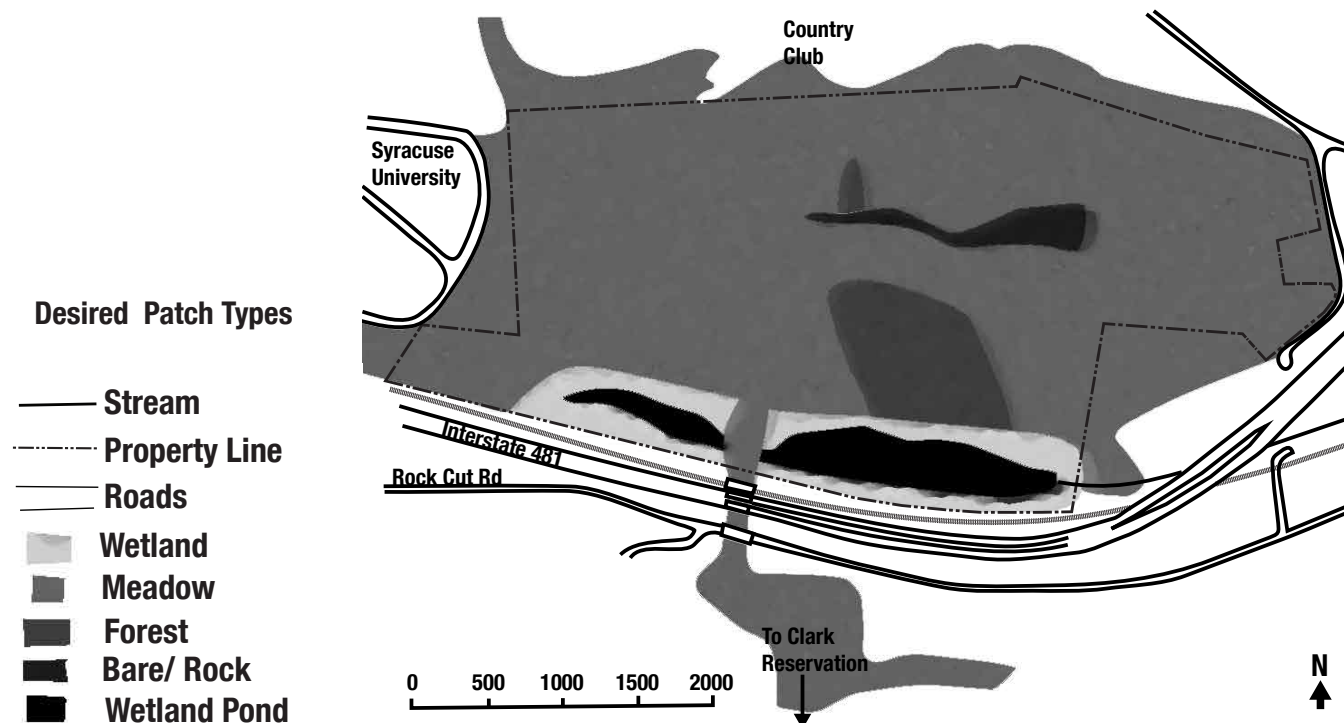 Country
Club
Syracuse
University
Desired Patch Types
Stream
Property Line
Roads
Wetland
Meadow
Forest
Bare/ Rock
Wetland Pond
Interstate 481
Rock Cut Rd
To Clark
Reservation
0 500 1000 1500 2000
N